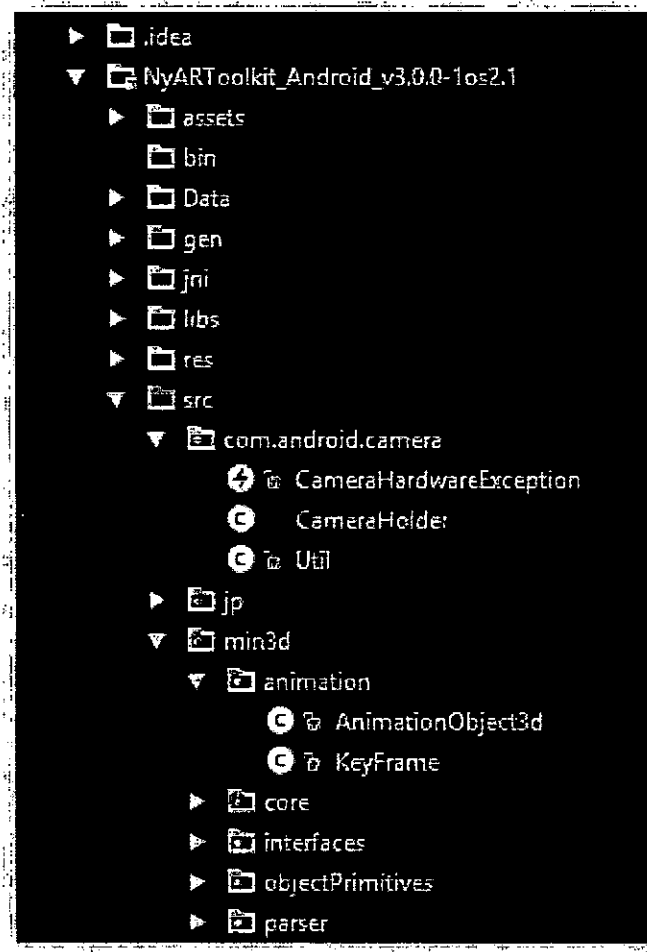 .idea
NyARToolkit_Android_v3.0.0-1os2.1
assets
bin
Data
gen
jni
libs
res
src
com.android.camera
CameraHardwareException
CameraHolder
Util
jp
min3d
animation
AnimationObject3d
KeyFrame
core
interfaces
objectPrimitives
parser